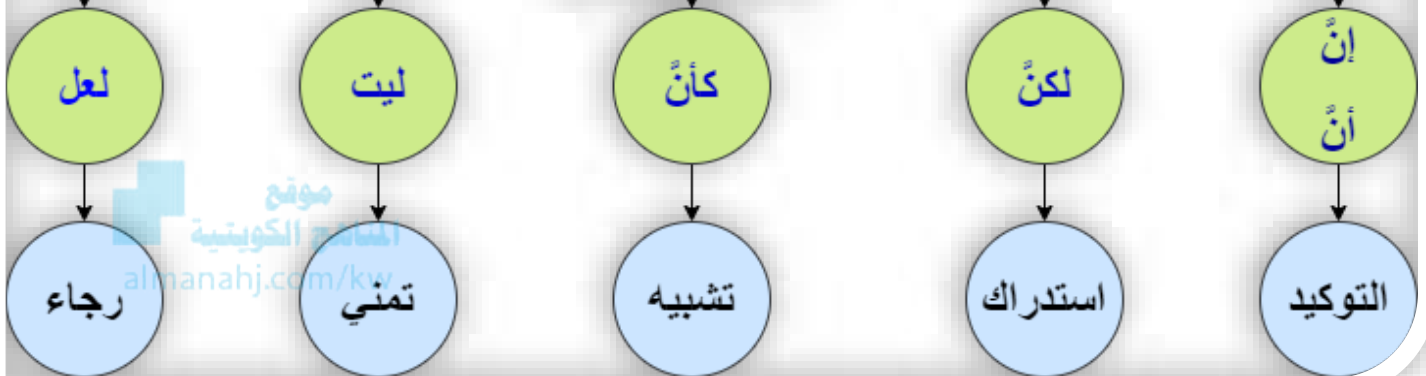 إنَّ
أنَّ
لكنَّ
كأنَّ
ليت
لعل
موقع
المناهج الكويتية
almanahj.com/kw
التوكيد
استدراك
تشبيه
تمني
رجاء